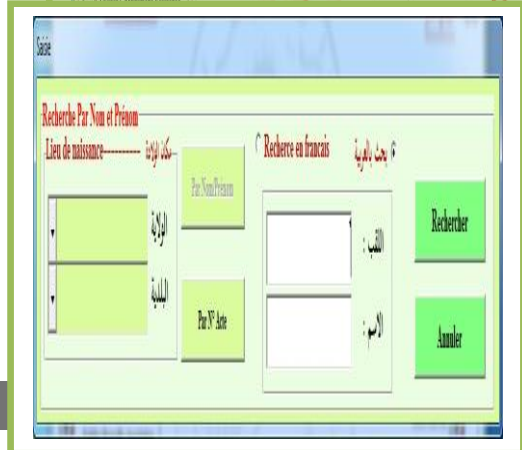 Saisie
Recherche Par Nom et Prénom
Lieu de naissance---------- مكان الولادة
Par Nom/Prénom
Recherce en francais
بحث بالعربية
Rechercher
الولاية
اللقب :
البلدية
Par N° Acte
الاسم :
Annuler